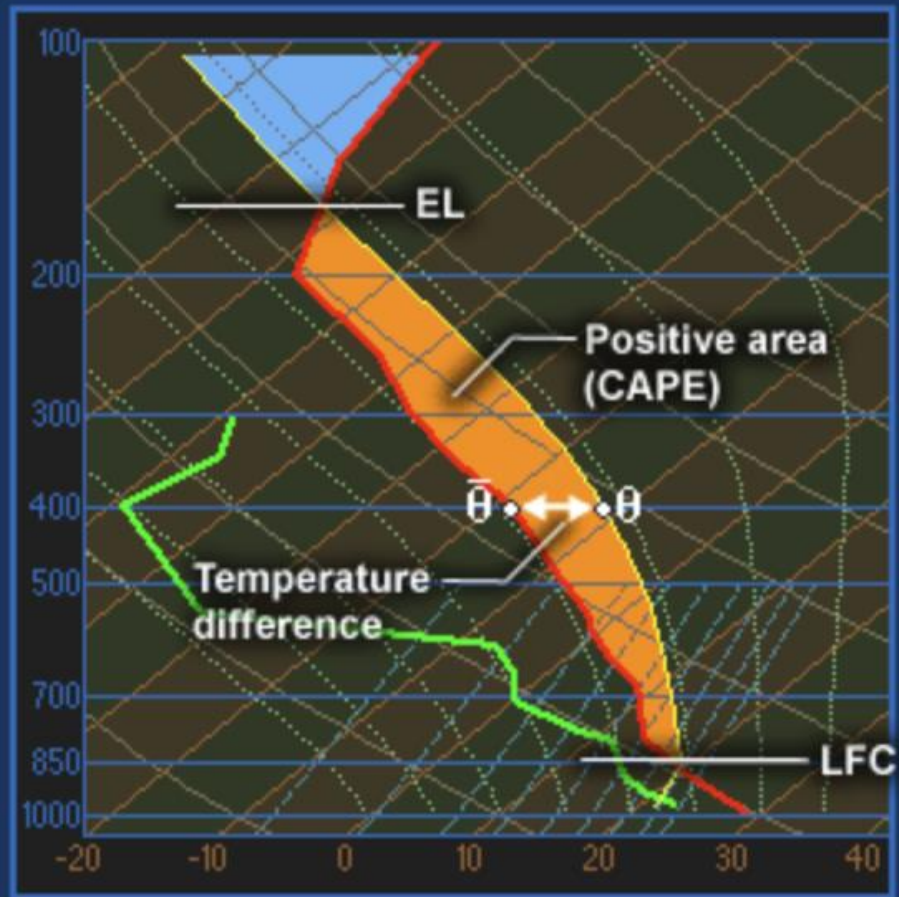 100
EL
200
Positive area
(CAPE)
300
400
θ̄
θ
Temperature
difference
500
700
850
LFC
1000
-20 -10 0 10 20 30 40